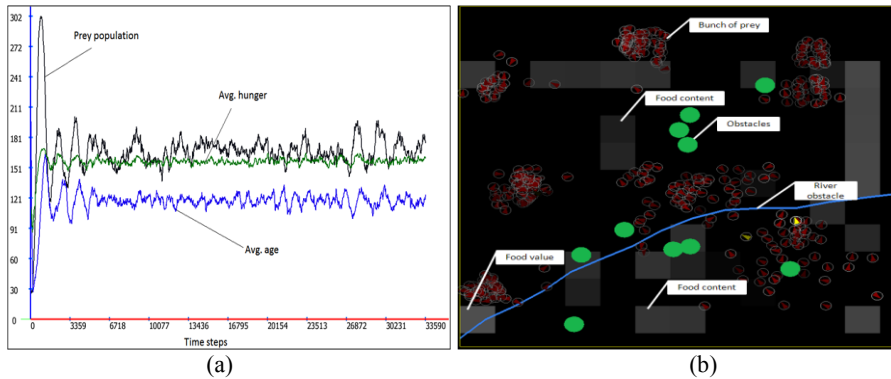 302
272
241
211
181
151
121
91
60
30
0
Prey population
Avg. hunger
Avg. age
0 3359 6718 10077 13436 16795 20154 23513 26872 30231 33590
Time steps
(a)
Bunch of prey
Food content
Obstacles
River
obstacle
Food value
Food content
(b)